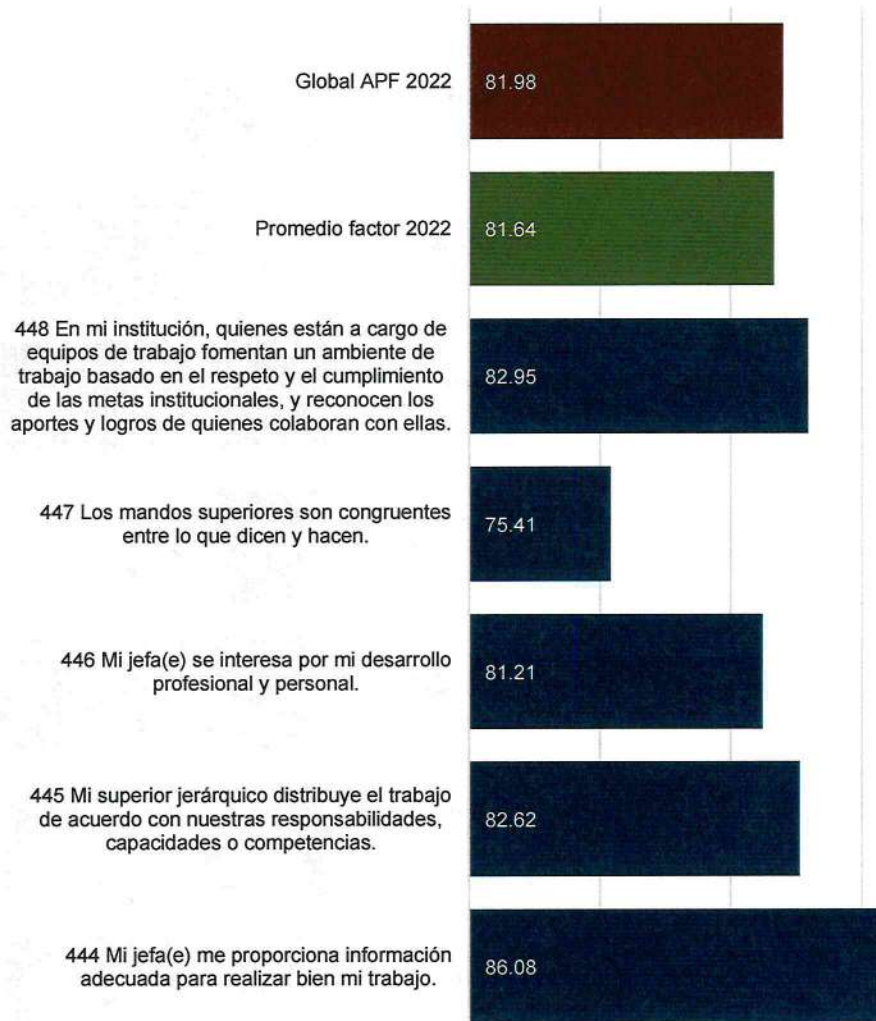 Global APF 2022
81.98
Promedio factor 2022
81.64
448 En mi institución, quienes están a cargo de
equipos de trabajo fomentan un ambiente de
trabajo basado en el respeto y el cumplimiento
de las metas institucionales, y reconocen los
aportes y logros de quienes colaboran con ellas.
82.95
447 Los mandos superiores son congruentes
entre lo que dicen y hacen.
75.41
446 Mi jefa(e) se interesa por mi desarrollo
profesional y personal.
81.21
445 Mi superior jerárquico distribuye el trabajo
de acuerdo con nuestras responsabilidades,
capacidades o competencias.
82.62
444 Mi jefa(e) me proporciona información
adecuada para realizar bien mi trabajo.
86.08